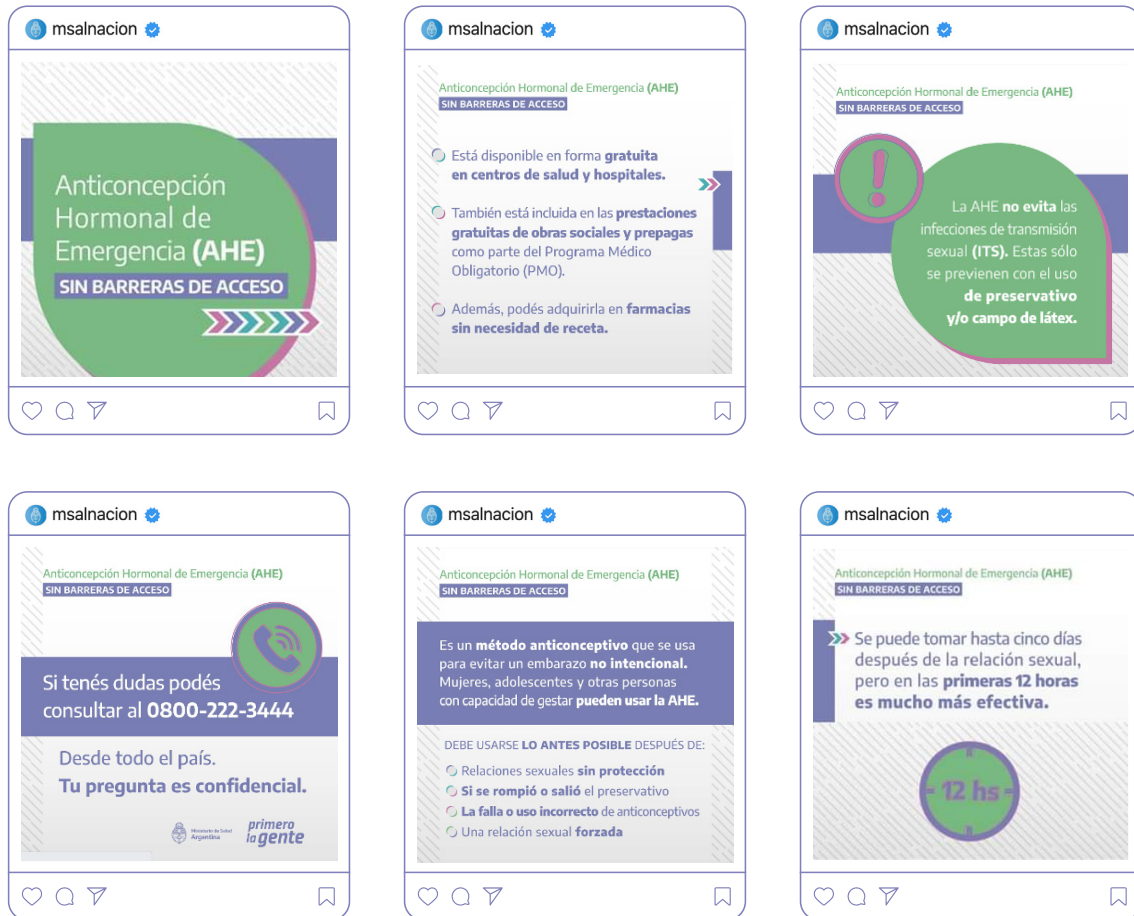 msalnacion
Anticoncepción
Hormonal de
Emergencia (AHE)
SIN BARRERAS DE ACCESO
msalnacion
Anticoncepción Hormonal de Emergencia (AHE)
SIN BARRERAS DE ACCESO
Está disponible en forma gratuita
en centros de salud y hospitales.
También está incluida en las prestaciones
gratuitas de obras sociales y prepagas
como parte del Programa Médico
Obligatorio (PMO).
Además, podés adquirirla en farmacias
sin necesidad de receta.
msalnacion
Anticoncepción Hormonal de Emergencia (AHE)
SIN BARRERAS DE ACCESO
La AHE no evita las
infecciones de transmisión
sexual (ITS). Estas sólo
se previenen con el uso
de preservativo
y/o campo de látex.
msalnacion
Anticoncepción Hormonal de Emergencia (AHE)
SIN BARRERAS DE ACCESO
Si tenés dudas podés
consultar al 0800-222-3444
Desde todo el país.
Tu pregunta es confidencial.
Ministerio de Salud
Argentina
primero
la gente
msalnacion
Anticoncepción Hormonal de Emergencia (AHE)
SIN BARRERAS DE ACCESO
Es un método anticonceptivo que se usa
para evitar un embarazo no intencional.
Mujeres, adolescentes y otras personas
con capacidad de gestar pueden usar la AHE.
DEBE USARSE LO ANTES POSIBLE DESPUÉS DE:
Relaciones sexuales sin protección
Si se rompió o salió el preservativo
La falla o uso incorrecto de anticonceptivos
Una relación sexual forzada
msalnacion
Anticoncepción Hormonal de Emergencia (AHE)
SIN BARRERAS DE ACCESO
Se puede tomar hasta cinco días
después de la relación sexual,
pero en las primeras 12 horas
es mucho más efectiva.
12 hs